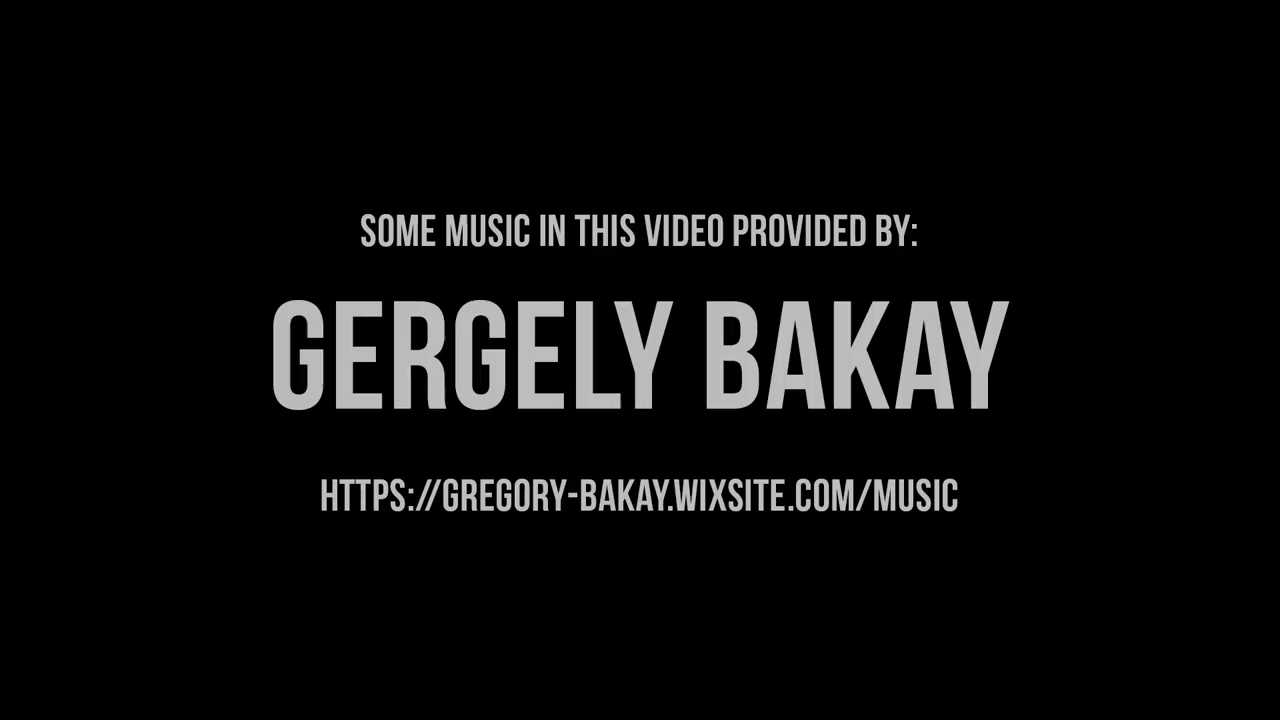 SOME MUSIC IN THIS VIDEO PROVIDED BY:
GERGELY BAKAY
HTTPS://GREGORY-BAKAY.WIXSITE.COM/MUSIC